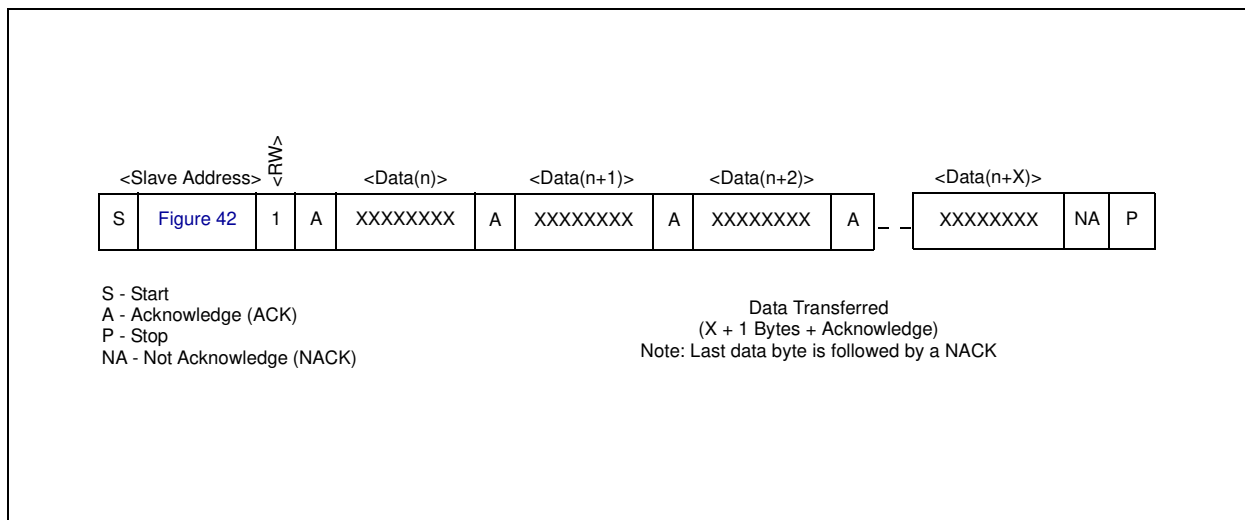 <RW>
<Slave Address> <Data(n)> <Data(n+1)> <Data(n+2)> <Data(n+X)>
S Figure 42 1 A XXXXXXXX A XXXXXXXX A XXXXXXXX A XXXXXXXX NA P
S - Start
A - Acknowledge (ACK)
P - Stop
NA - Not Acknowledge (NACK)
Data Transferred
(X + 1 Bytes + Acknowledge)
Note: Last data byte is followed by a NACK